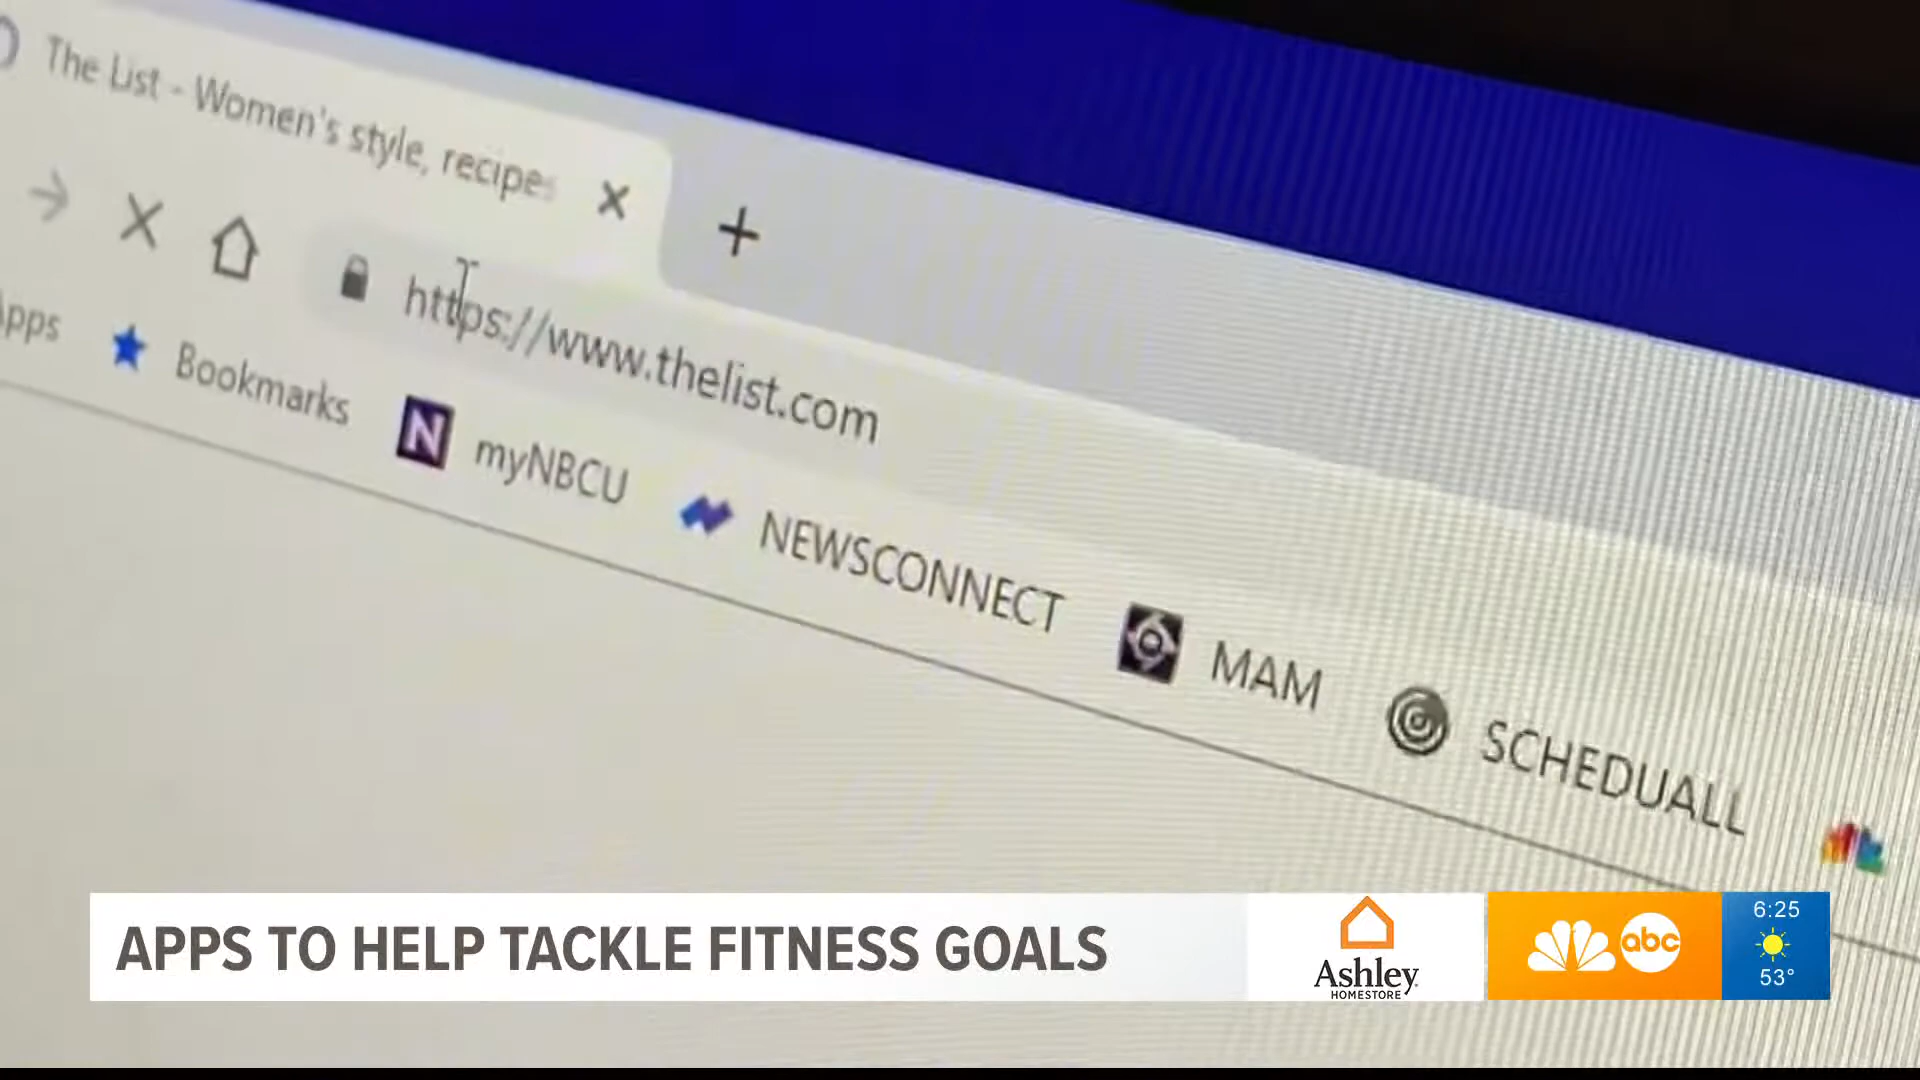 The List - Women's style, recipes
https://www.thelist.com
Apps
Bookmarks
N
myNBCU
NEWSCONNECT
MAM
SCHEDUALL
APPS TO HELP TACKLE FITNESS GOALS
Ashley
HOMESTORE
abc
6:25
53°